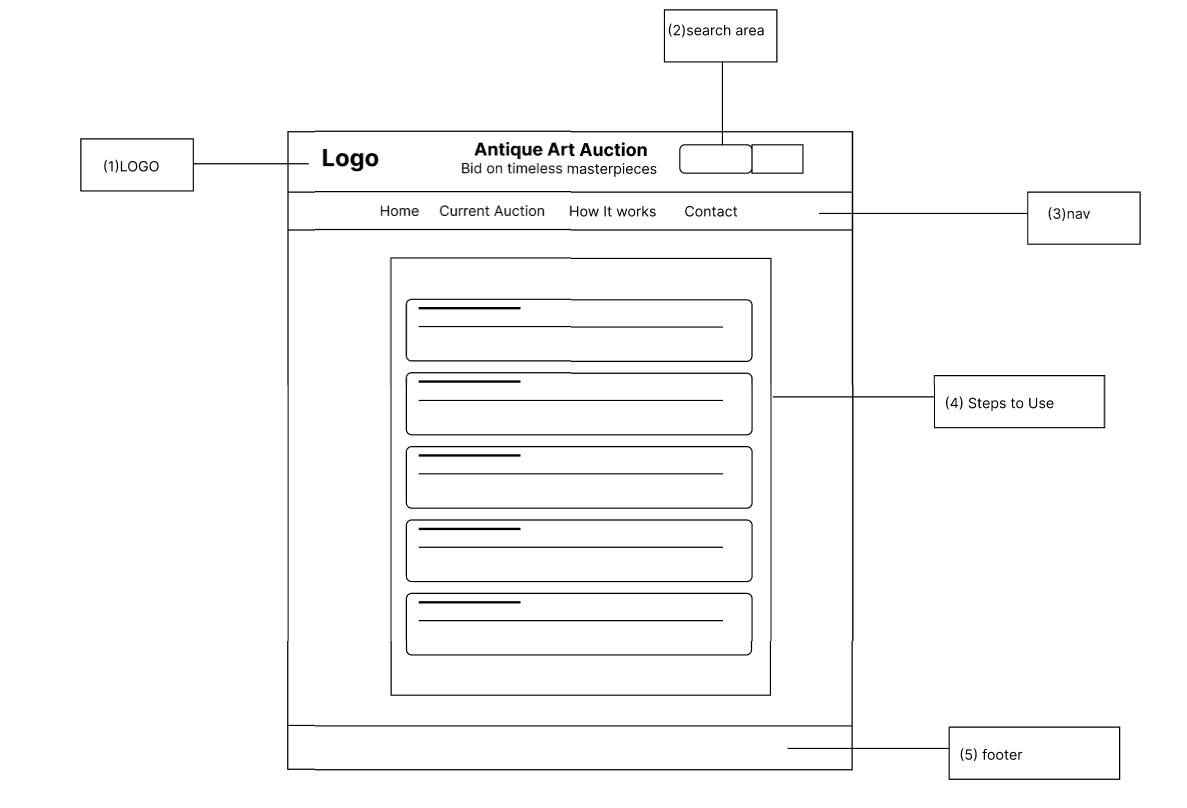 (2)search area
(1)LOGO
Logo
Antique Art Auction
Bid on timeless masterpieces
Home
Current Auction
How It works
Contact
(3)nav
(4) Steps to Use
(5) footer